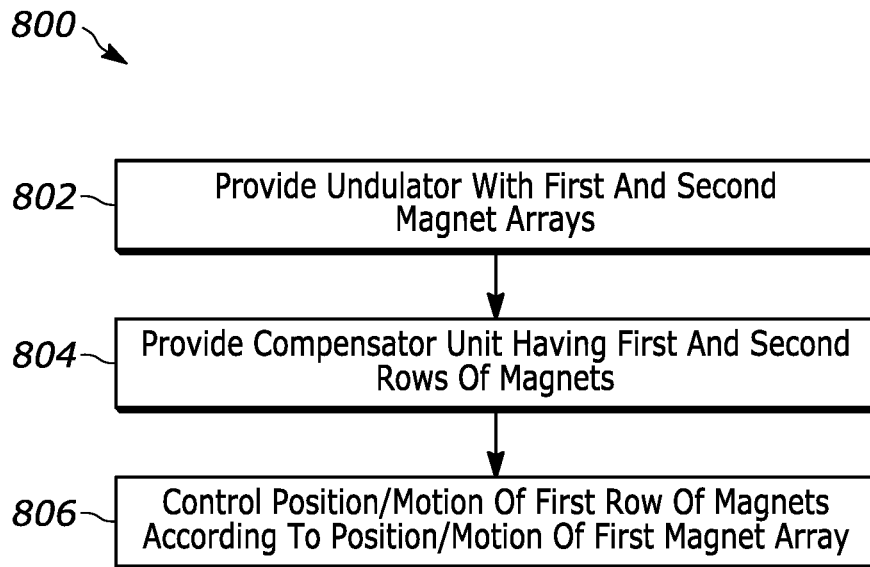 800
802
Provide Undulator With First And Second
Magnet Arrays
804
Provide Compensator Unit Having First And Second
Rows Of Magnets
806
Control Position/Motion Of First Row Of Magnets
According To Position/Motion Of First Magnet Array